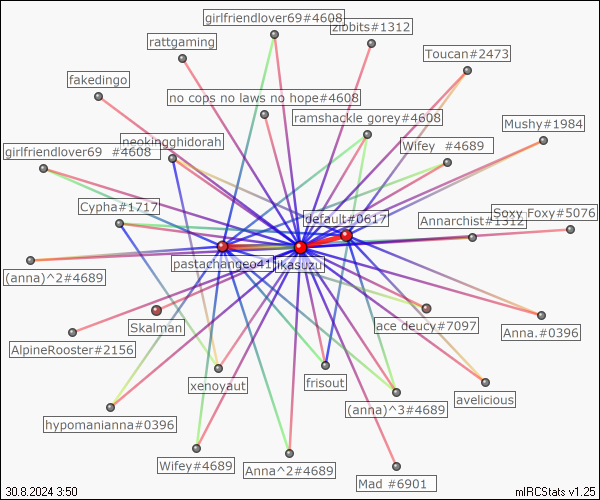 girlfriendlover69#4608
zibbits#1312
rattgaming
Toucan#2473
fakedingo
no cops no laws no hope#4608
ramshackle gorey#4608
Mushy#1984
neokingghidorah
Wifey  #4689
girlfriendlover69  #4608
Cypha#1717
default#0617
Annarchist#1312
Soxy Foxy#5076
pastachangeo41
jikasuzu
(anna)^2#4689
Skalman
ace deucy#7097
Anna.#0396
AlpineRooster#2156
xenoyaut
frisout
avelicious
(anna)^3#4689
hypomanianna#0396
Wifey#4689
Anna^2#4689
Mad #6901
30.8.2024 3:50
mIRCStats v1.25